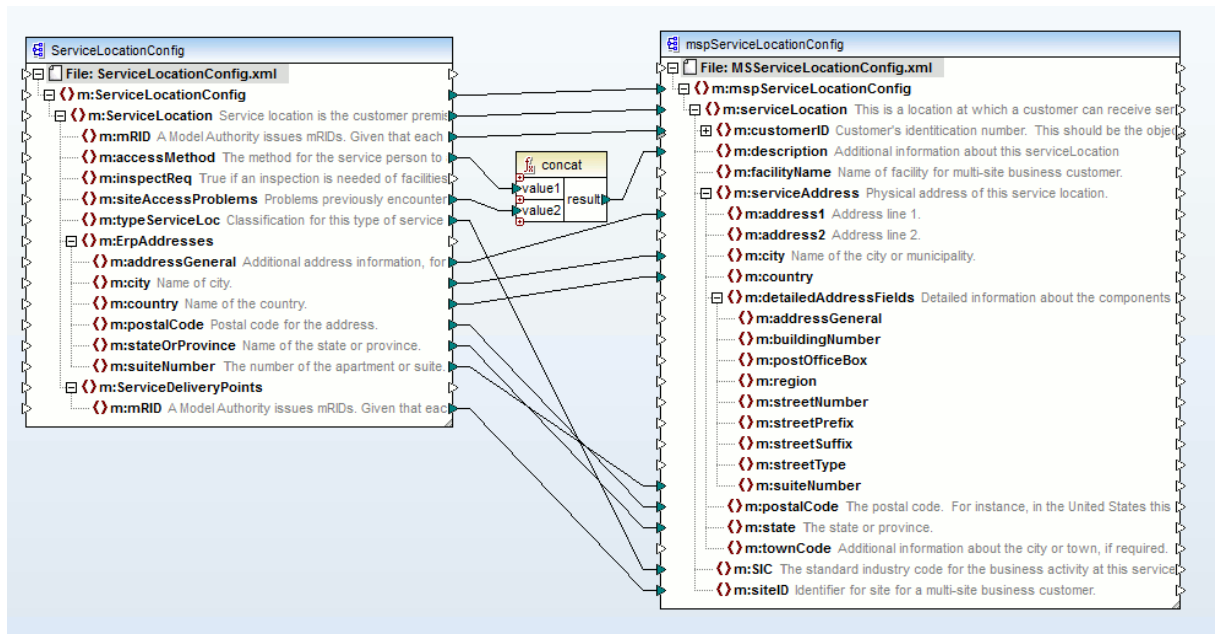 ServiceLocationConfig
File: ServiceLocationConfig.xml
m:ServiceLocationConfig
m:ServiceLocation Service location is the customer premis
m:mRID A Model Authority issues mRIDs. Given that each
m:accessMethod The method for the service person to
m:inspectReq True if an inspection is needed of facilities
m:siteAccessProblems Problems previously encounter
m:typeServiceLoc Classification for this type of service
m:ErpAddresses
m:addressGeneral Additional address information, for
m:city Name of city.
m:country Name of the country.
m:postalCode Postal code for the address.
m:stateOrProvince Name of the state or province.
m:suiteNumber The number of the apartment or suite.
m:ServiceDeliveryPoints
m:mRID A Model Authority issues mRIDs. Given that eac
concat
value1
value2
result
mspServiceLocationConfig
File: MSServiceLocationConfig.xml
m:mspServiceLocationConfig
m:serviceLocation This is a location at which a customer can receive ser
m:customerID Customer's identitication number. This should be the objec
m:description Additional information about this serviceLocation
m:facilityName Name of facility for multi-site business customer.
m:serviceAddress Physical address of this service location.
m:address1 Address line 1.
m:address2 Address line 2.
m:city Name of the city or municipality.
m:country
m:detailedAddressFields Detailed information about the components
m:addressGeneral
m:buildingNumber
m:postOfficeBox
m:region
m:streetNumber
m:streetPrefix
m:streetSuffix
m:streetType
m:suiteNumber
m:postalCode The postal code. For instance, in the United States this
m:state The state or province.
m:townCode Additional information about the city or town, if required.
m:SIC The standard industry code for the business activity at this service
m:siteID Identifier for site for a multi-site business customer.